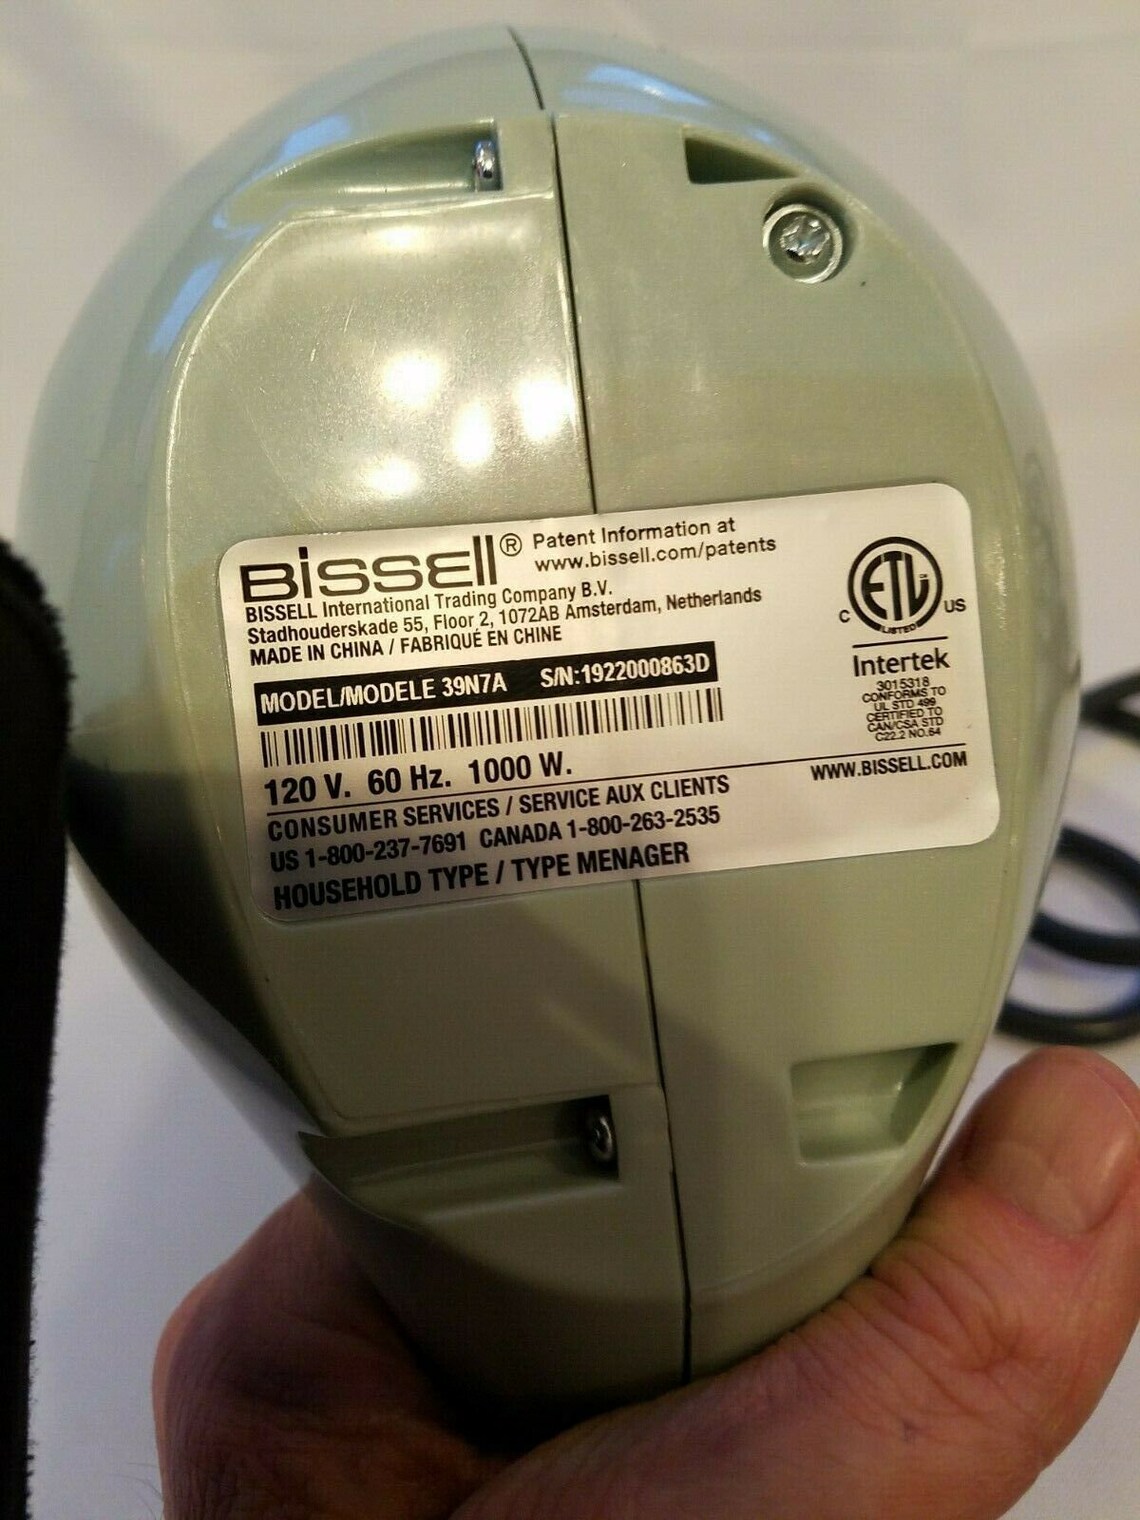 BISSELL® Patent Information at
www.bissell.com/patents
BISSELL International Trading Company B.V.
Stadhouderskade 55, Floor 2, 1072AB Amsterdam, Netherlands
MADE IN CHINA / FABRIQUÉ EN CHINE
MODEL/MODELE 39N7A S/N:1922000863D
120 V. 60 Hz. 1000 W.
CONSUMER SERVICES / SERVICE AUX CLIENTS
US 1-800-237-7691 CANADA 1-800-263-2535
HOUSEHOLD TYPE / TYPE MENAGER
ETL CM
C US
LISTED
Intertek
3015318
CONFORMS TO
UL STD 499
CERTIFIED TO
CAN/CSA STD
C22.2 NO.64
WWW.BISSELL.COM